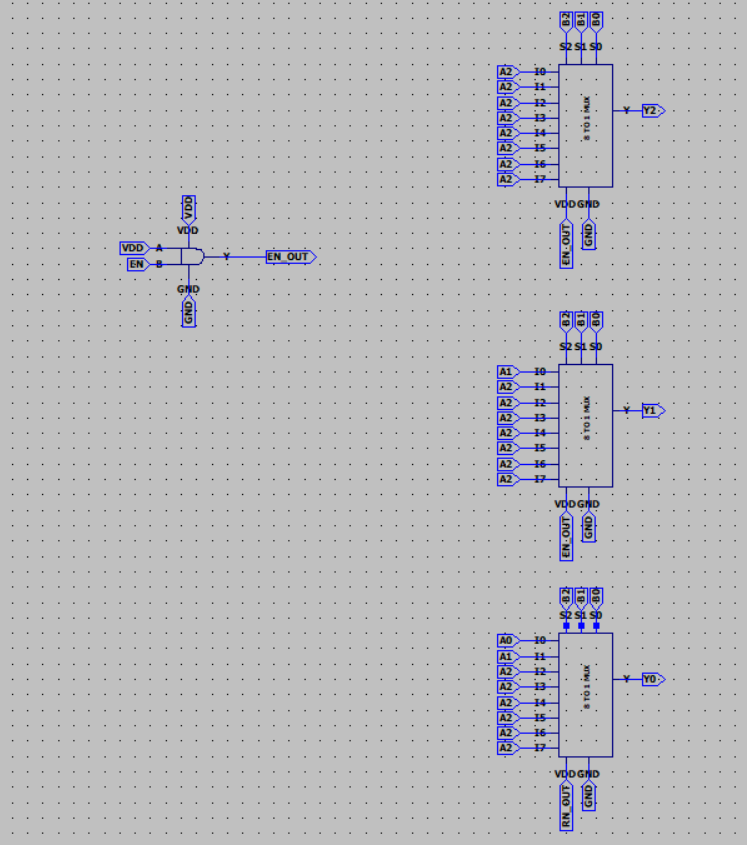 B2 B1 B0
S2 S1 S0
A2 I0
A2 I1
A2 I2
A2 I3
A2 I4
A2 I5
A2 I6
A2 I7
8 TO 1 MUX
Y Y2
VDD GND
EN_OUT GND
VDD
VDD
VDD A
EN B
Y EN_OUT
GND
GND
B2 B1 B0
S2 S1 S0
A1 I0
A2 I1
A2 I2
A2 I3
A2 I4
A2 I5
A2 I6
A2 I7
8 TO 1 MUX
Y Y1
VDD GND
EN_OUT GND
B2 B1 B0
S2 S1 S0
A0 I0
A1 I1
A2 I2
A2 I3
A2 I4
A2 I5
A2 I6
A2 I7
8 TO 1 MUX
Y Y0
VDD GND
RN_OUT GND